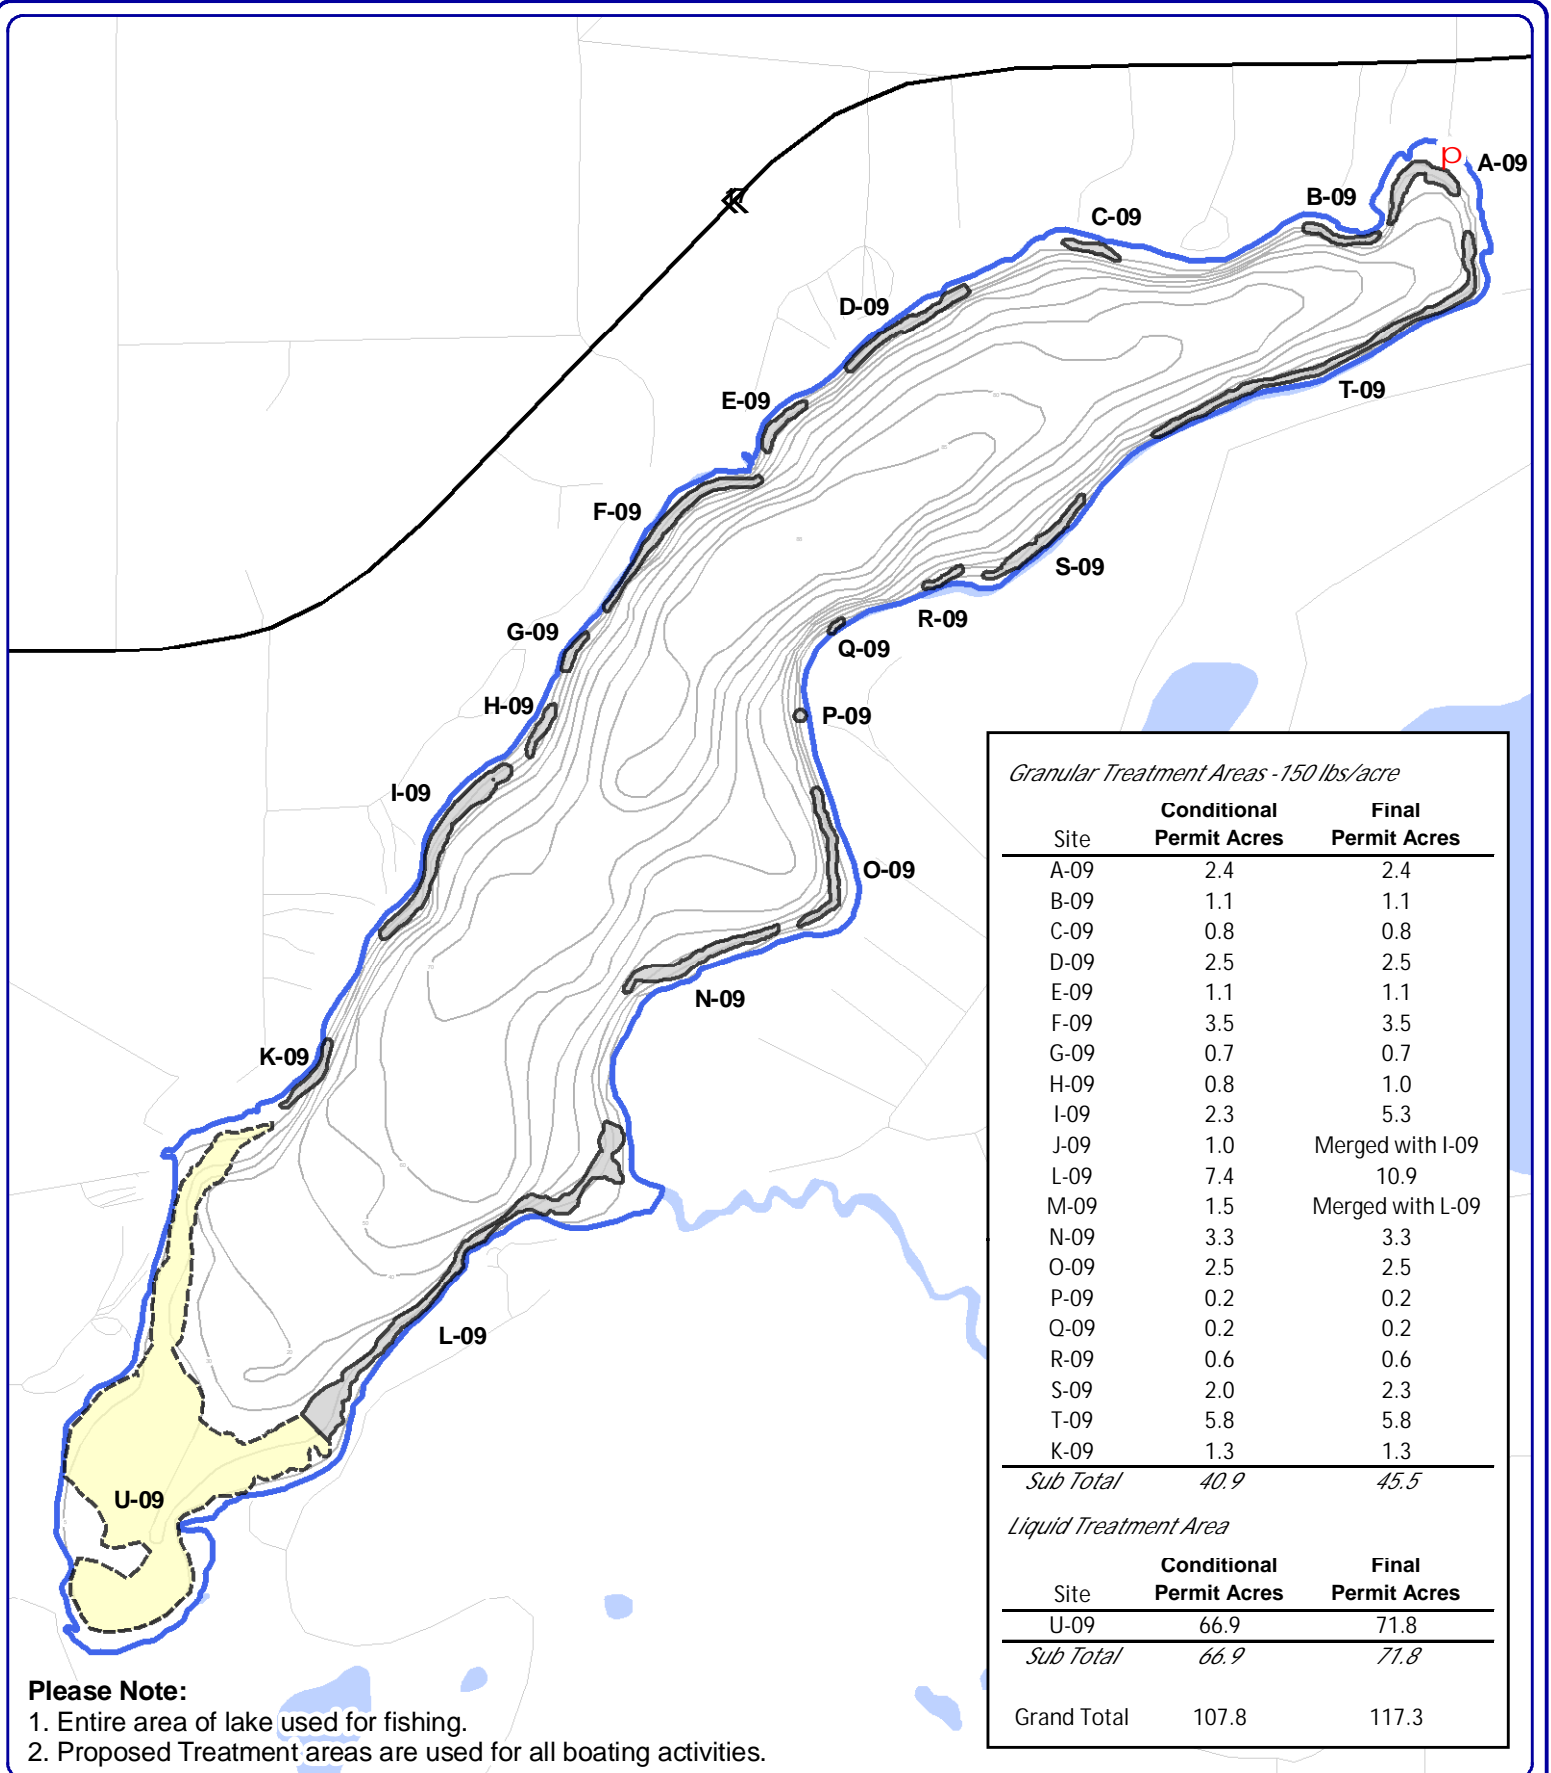 p
A-09
B-09
C-09
D-09
E-09
F-09
G-09
H-09
I-09
K-09
L-09
N-09
O-09
P-09
Q-09
R-09
S-09
T-09
U-09
Granular Treatment Areas -150 lbs/acre
Conditional Final
Site Permit Acres Permit Acres
A-09 2.4 2.4
B-09 1.1 1.1
C-09 0.8 0.8
D-09 2.5 2.5
E-09 1.1 1.1
F-09 3.5 3.5
G-09 0.7 0.7
H-09 0.8 1.0
I-09 2.3 5.3
J-09 1.0 Merged with I-09
L-09 7.4 10.9
M-09 1.5 Merged with L-09
N-09 3.3 3.3
O-09 2.5 2.5
P-09 0.2 0.2
Q-09 0.2 0.2
R-09 0.6 0.6
S-09 2.0 2.3
T-09 5.8 5.8
K-09 1.3 1.3
Sub Total 40.9 45.5
Liquid Treatment Area
Conditional Final
Site Permit Acres Permit Acres
U-09 66.9 71.8
Sub Total 66.9 71.8
Grand Total 107.8 117.3
Please Note:
1. Entire area of lake used for fishing.
2. Proposed Treatment areas are used for all boating activities.